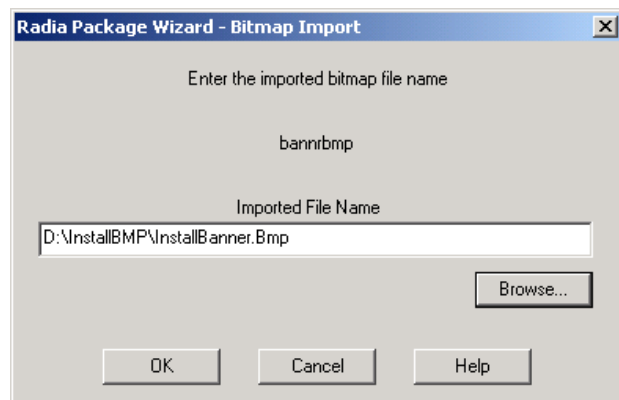 Radia Package Wizard - Bitmap Import
Enter the imported bitmap file name
bannrbmp
Imported File Name
D:\InstallBMP\InstallBanner.Bmp
Browse...
OK Cancel Help